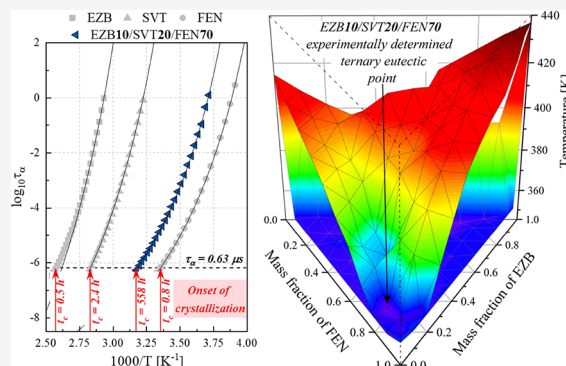 EZB SVT FEN
EZB10/SVT20/FEN70
2
0
-2
-4
-6
-8
log₁₀τα
τα = 0.63 μs
tc = 0.5 h
tc = 2.4 h
tc = 558 h
tc = 0.8 h
Onset of
crystallization
2.50 2.75 3.00 3.25 3.50 3.75 4.00
1000/T [K⁻¹]
EZB10/SVT20/FEN70
experimentally determined
ternary eutectic
point
440
420
400
380
360
Temperature
0.0
0.2
0.4
0.6
0.8
1.0
Mass fraction of FEN
1.0
0.8
0.6
0.4
0.2
0.0
Mass fraction of EZB